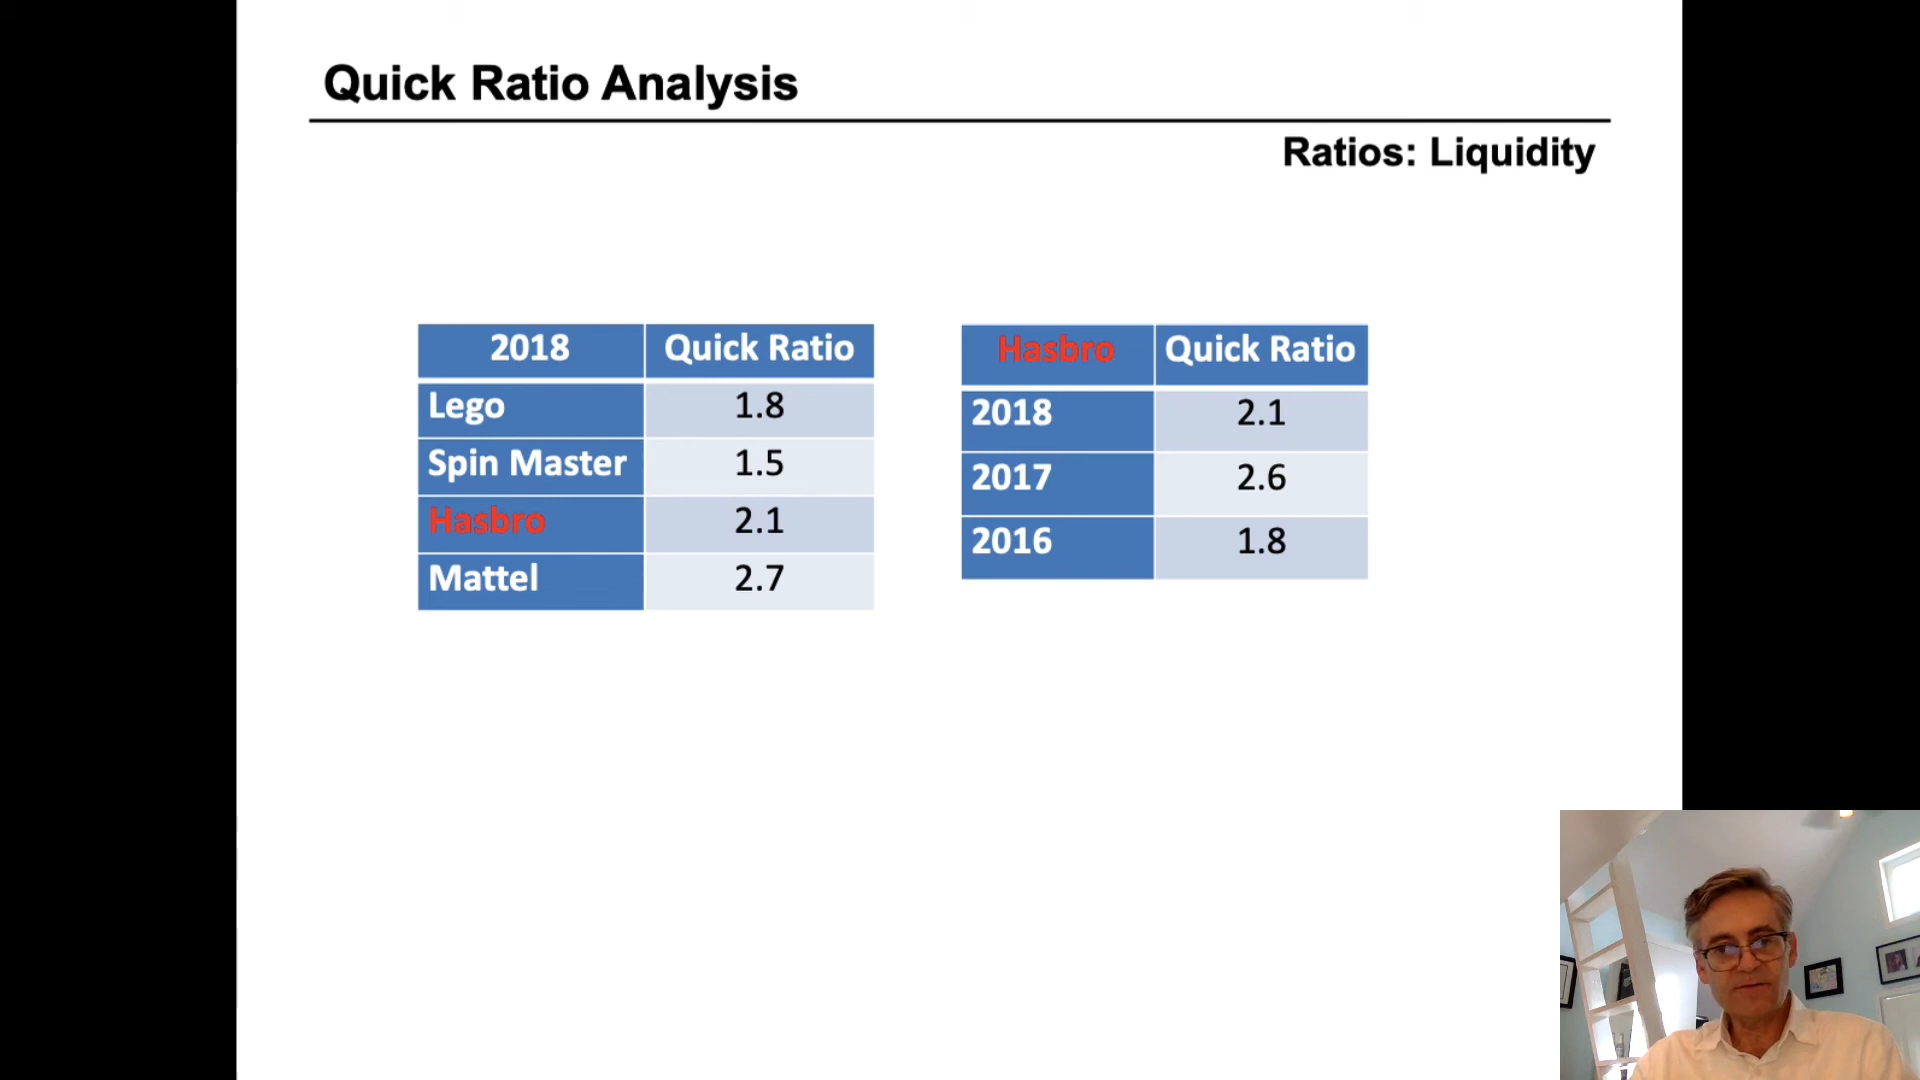 Quick Ratio Analysis
Ratios: Liquidity
2018 Quick Ratio
Lego 1.8
Spin Master 1.5
Hasbro 2.1
Mattel 2.7
Hasbro Quick Ratio
2018 2.1
2017 2.6
2016 1.8